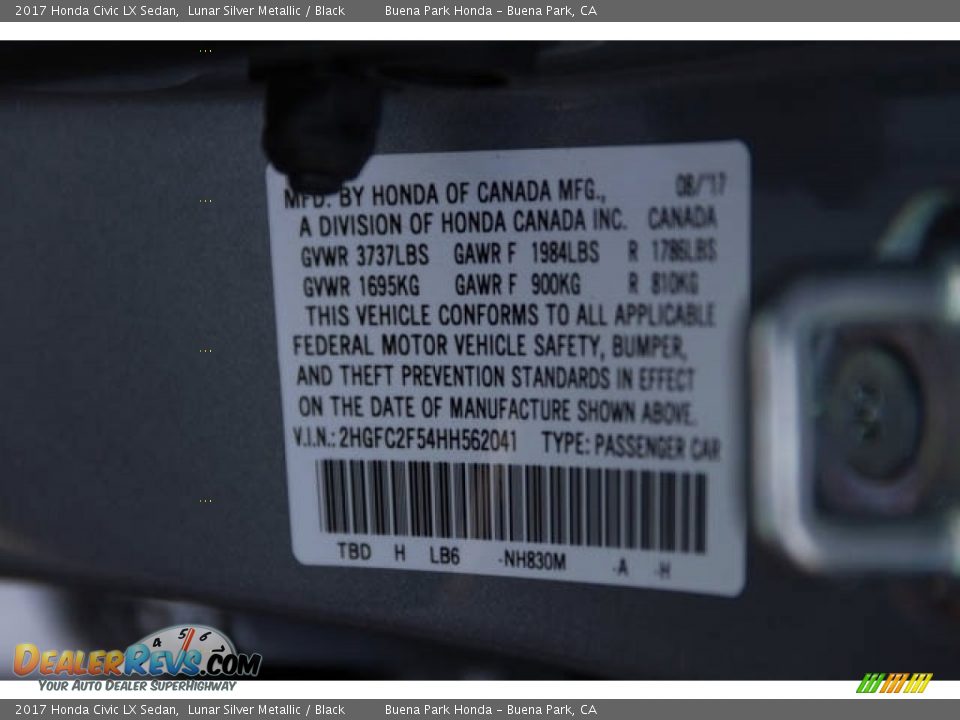 2017 Honda Civic LX Sedan, Lunar Silver Metallic / Black Buena Park Honda – Buena Park, CA
MFD. BY HONDA OF CANADA MFG., 08/'17
A DIVISION OF HONDA CANADA INC. CANADA
GVWR 3737LBS GAWR F 1984LBS R 1786LBS
GVWR 1695KG GAWR F 900KG R 810KG
THIS VEHICLE CONFORMS TO ALL APPLICABLE
FEDERAL MOTOR VEHICLE SAFETY, BUMPER,
AND THEFT PREVENTION STANDARDS IN EFFECT
ON THE DATE OF MANUFACTURE SHOWN ABOVE.
V.I.N.: 2HGFC2F54HH562041 TYPE: PASSENGER CAR
TBD H LB6 -NH830M -A -H
4 5 6
DEALERREVS.COM
YOUR AUTO DEALER SUPERHIGHWAY
2017 Honda Civic LX Sedan, Lunar Silver Metallic / Black Buena Park Honda – Buena Park, CA